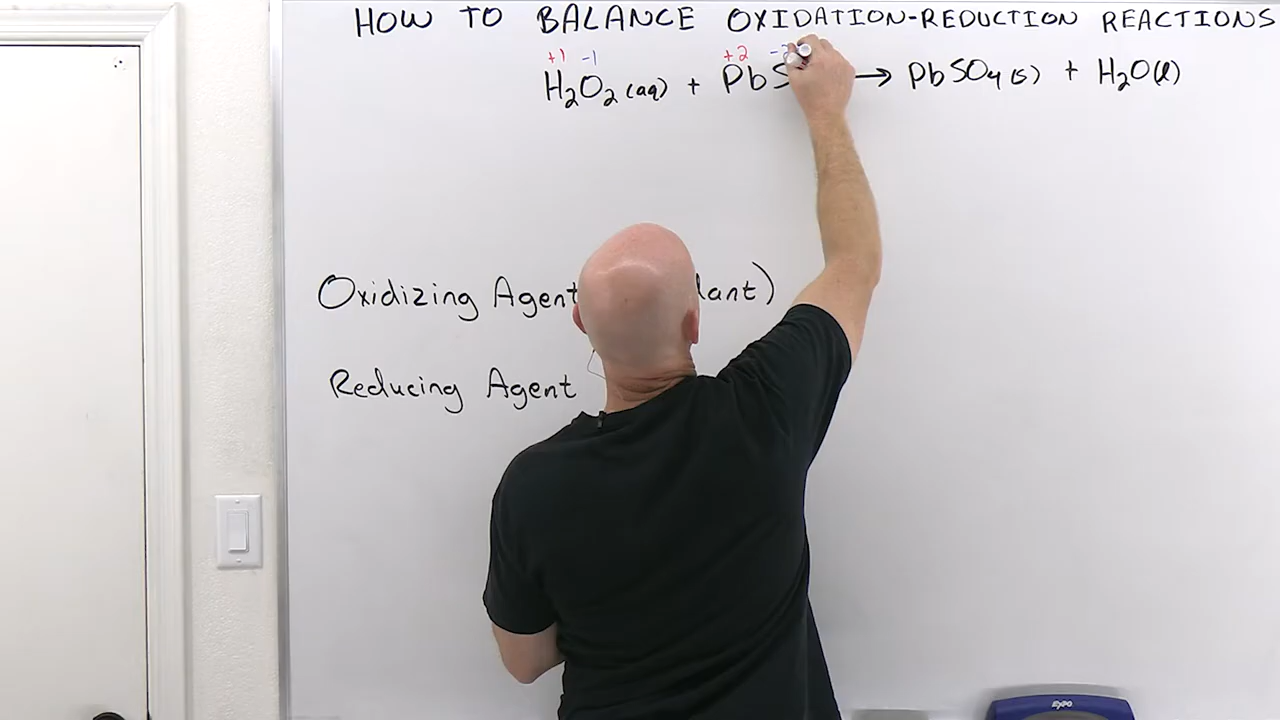 HOW TO BALANCE OXIDATION-REDUCTION REACTIONS
+1 -1 +2 -2
H₂O₂ (aq) + PbS → PbSO₄ (s) + H₂O(l)
Oxidizing Agent
Reducing Agent
EXPO